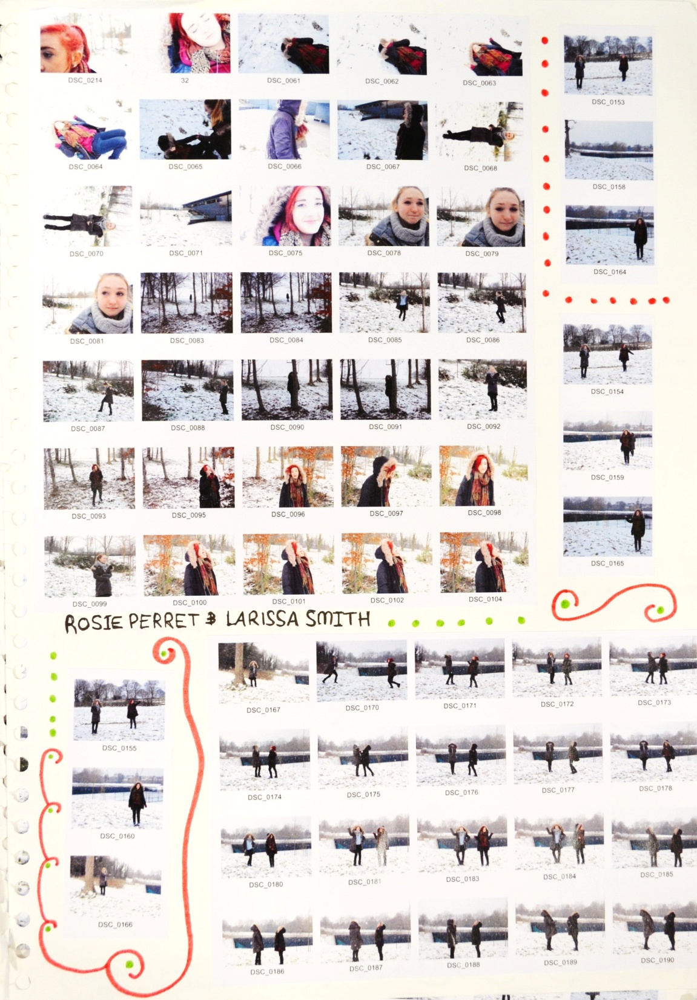 DSC_0214 32 DSC_0061 DSC_0062 DSC_0063
DSC_0064 DSC_0065 DSC_0066 DSC_0067 DSC_0068
DSC_0070 DSC_0071 DSC_0075 DSC_0078 DSC_0079
DSC_0081 DSC_0083 DSC_0084 DSC_0085 DSC_0086
DSC_0087 DSC_0088 DSC_0090 DSC_0091 DSC_0092
DSC_0093 DSC_0095 DSC_0096 DSC_0097 DSC_0098
DSC_0099 DSC_0100 DSC_0101 DSC_0102 DSC_0104
DSC_0153
DSC_0158
DSC_0164
DSC_0154
DSC_0159
DSC_0165
ROSIE PERRET & LARISSA SMITH
DSC_0155
DSC_0160
DSC_0166
DSC_0167 DSC_0170 DSC_0171 DSC_0172 DSC_0173
DSC_0174 DSC_0175 DSC_0176 DSC_0177 DSC_0178
DSC_0180 DSC_0181 DSC_0183 DSC_0184 DSC_0185
DSC_0186 DSC_0187 DSC_0188 DSC_0189 DSC_0190